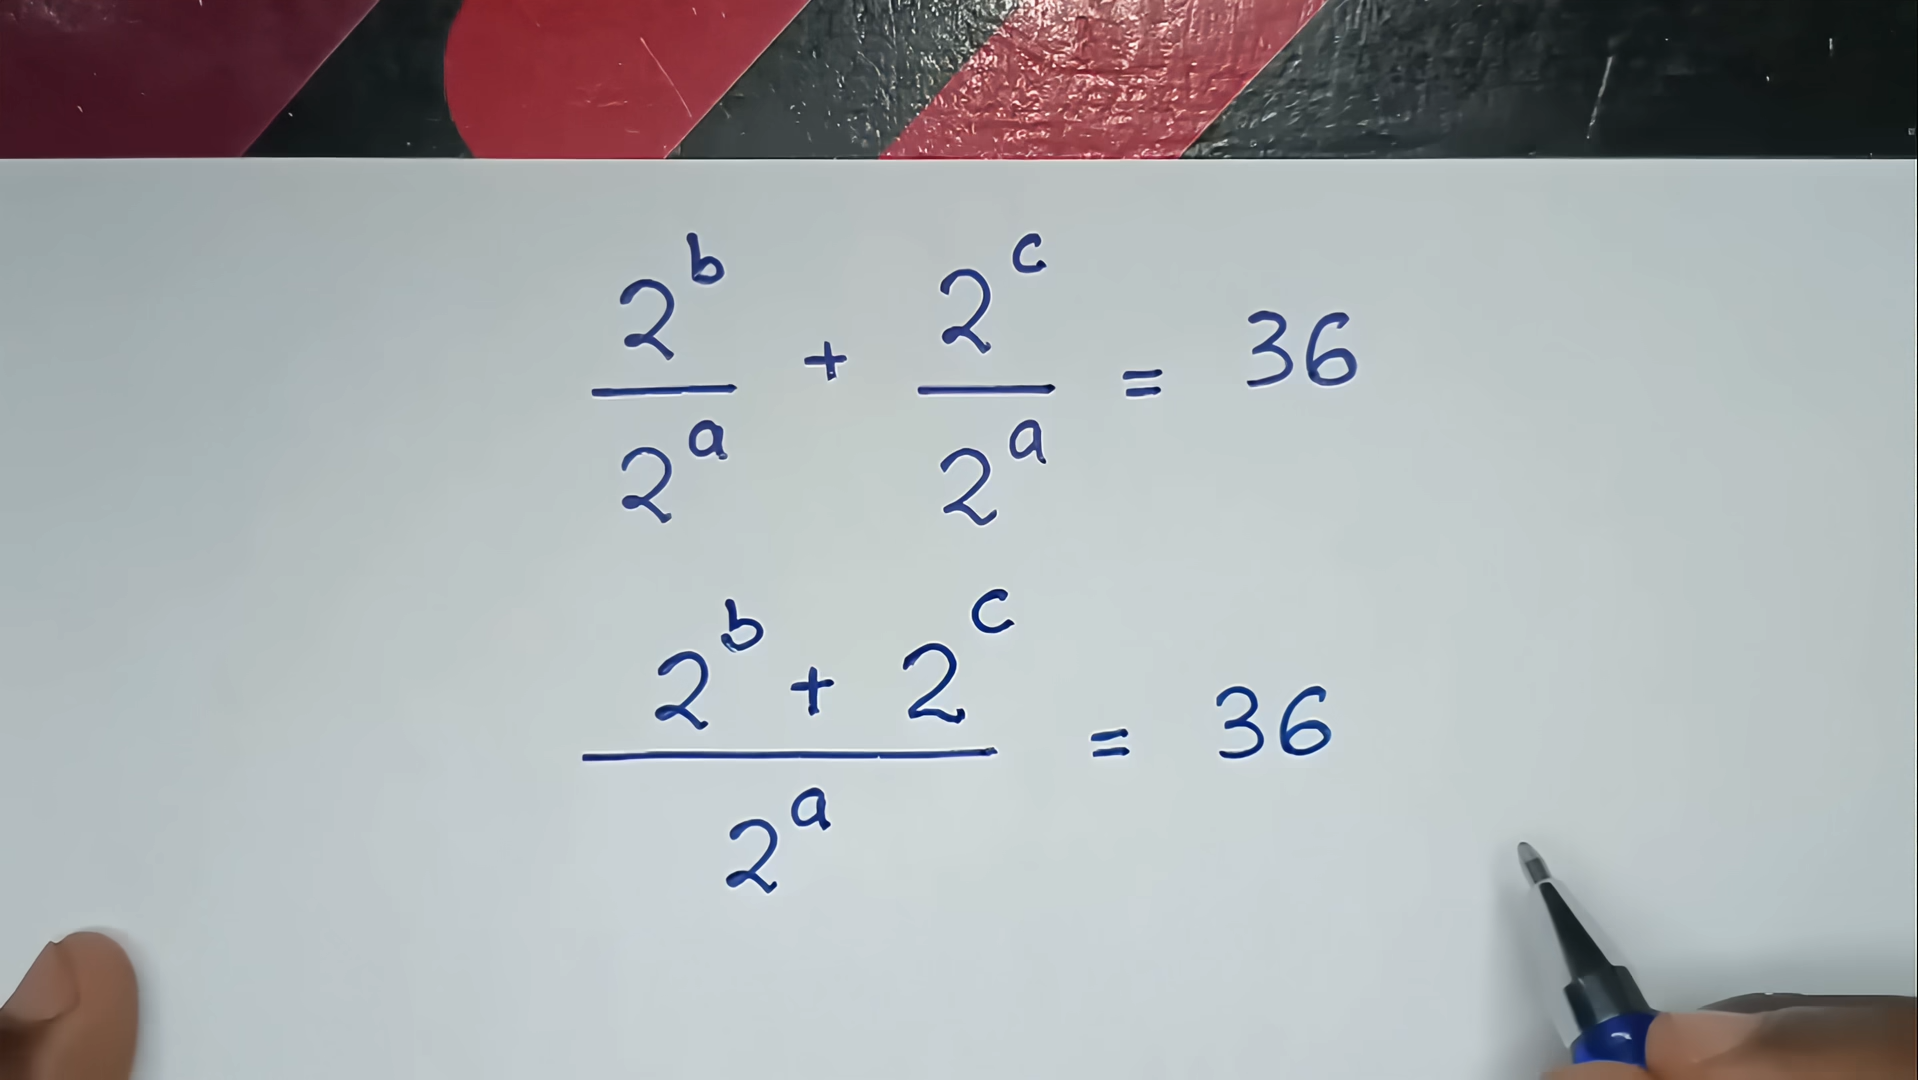 2^b/2^a + 2^c/2^a = 36
(2^b + 2^c)/2^a = 36